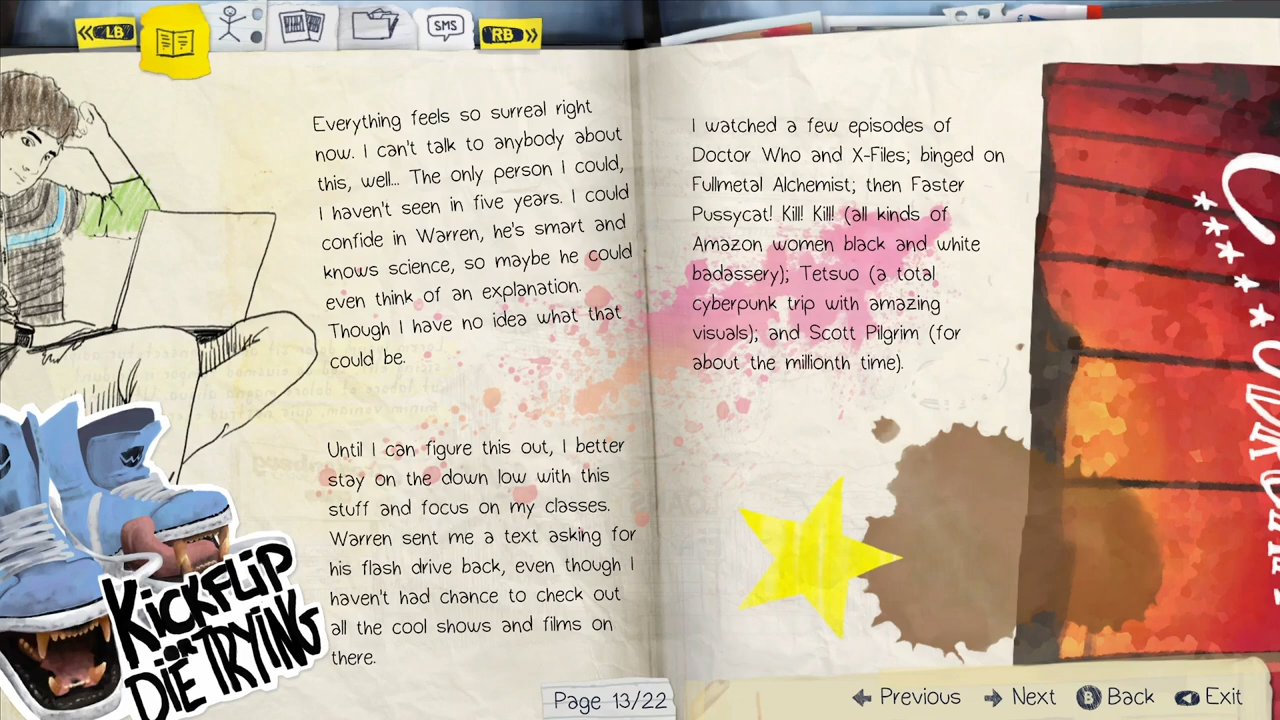 LB
SMS
RB
Everything feels so surreal right
now. I can't talk to anybody about
this, well... The only person I could,
I haven't seen in five years. I could
confide in Warren, he's smart and
knows science, so maybe he could
even think of an explanation.
Though I have no idea what that
could be.
Until I can figure this out, I better
stay on the down low with this
stuff and focus on my classes.
Warren sent me a text asking for
his flash drive back, even though I
haven't had chance to check out
all the cool shows and films on
there.
KICKFLIP
OR
DIE TRYING
I watched a few episodes of
Doctor Who and X-Files; binged on
Fullmetal Alchemist; then Faster
Pussycat! Kill! Kill! (all kinds of
Amazon women black and white
badassery); Tetsuo (a total
cyberpunk trip with amazing
visuals); and Scott Pilgrim (for
about the millionth time).
Page 13/22
Previous
Next
B Back
Exit